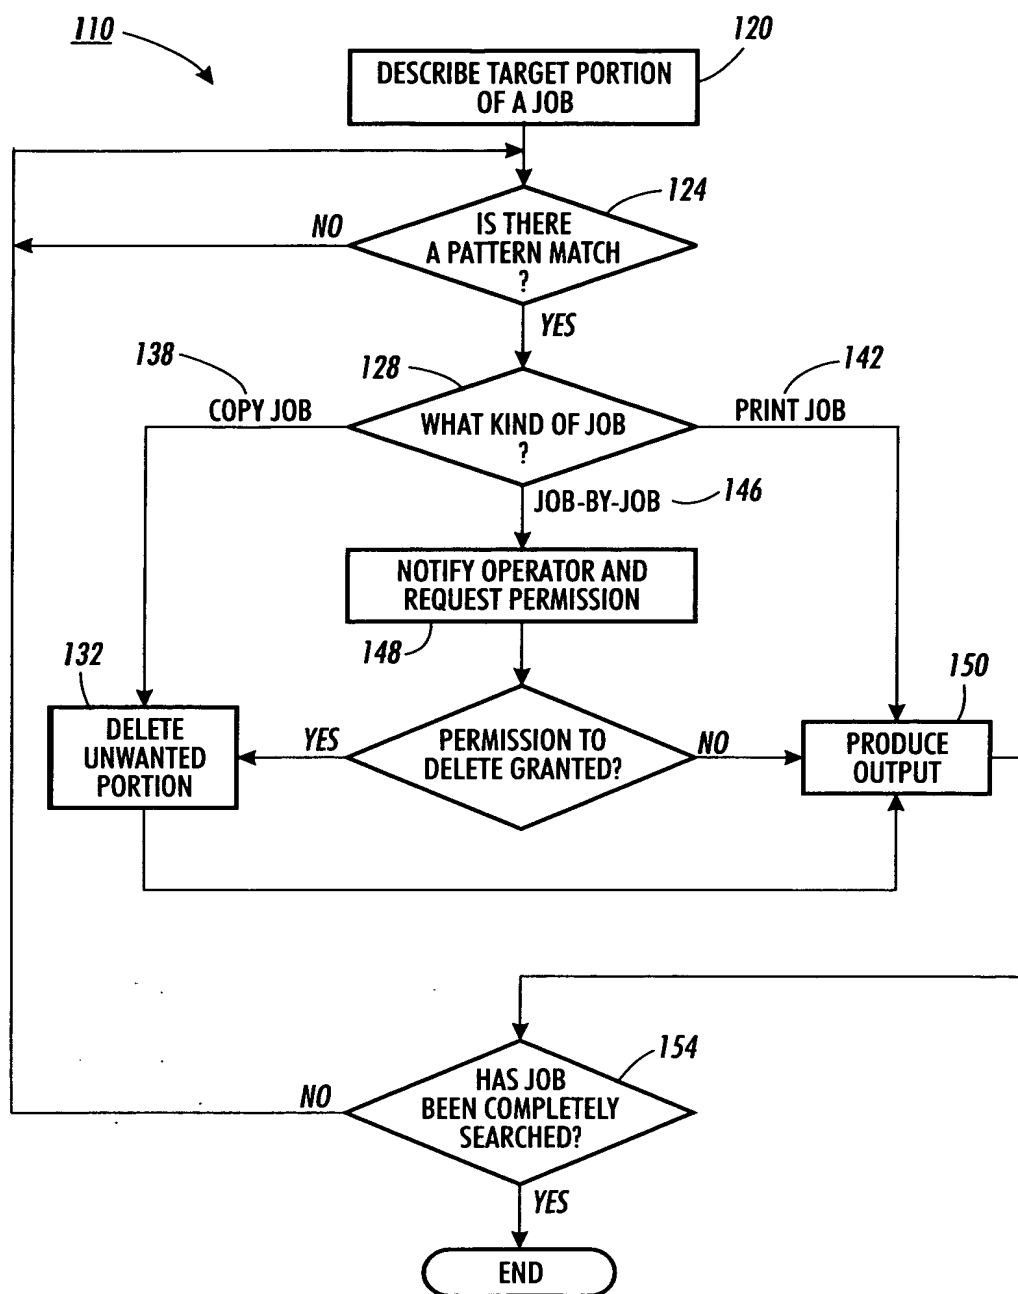 110
120
DESCRIBE TARGET PORTION
OF A JOB
124
NO
IS THERE
A PATTERN MATCH
?
YES
138
128
142
COPY JOB
WHAT KIND OF JOB
?
PRINT JOB
JOB-BY-JOB
146
NOTIFY OPERATOR AND
REQUEST PERMISSION
148
132
150
DELETE
UNWANTED
PORTION
YES
PERMISSION TO
DELETE GRANTED?
NO
PRODUCE
OUTPUT
154
NO
HAS JOB
BEEN COMPLETELY
SEARCHED?
YES
END